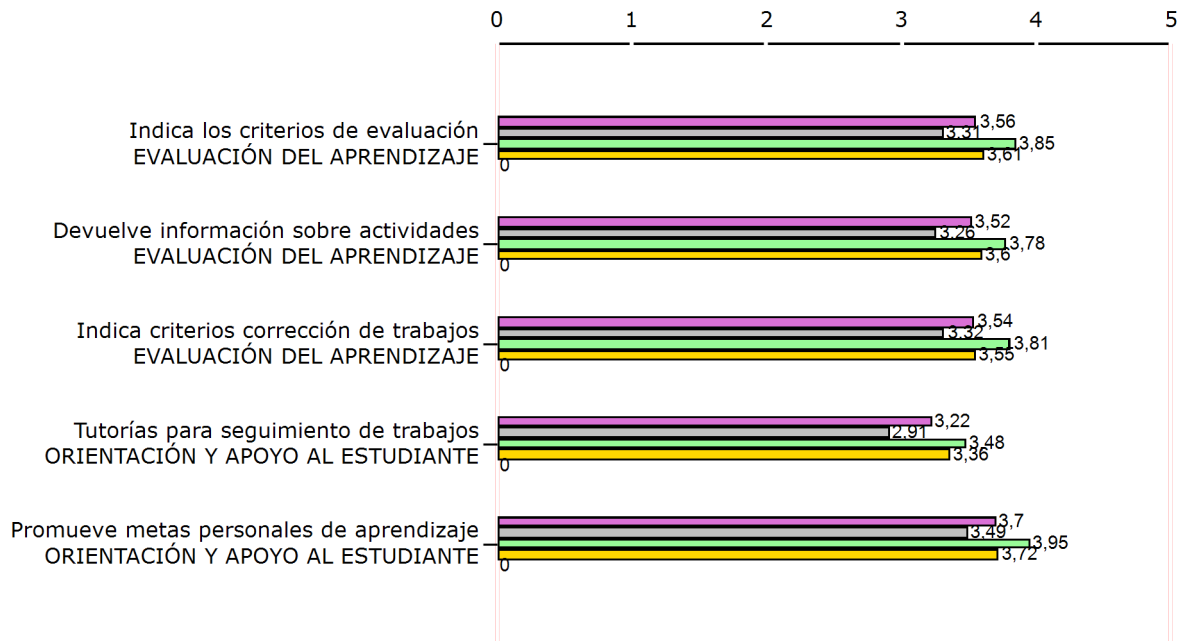 0 1 2 3 4 5
Indica los criterios de evaluación
EVALUACIÓN DEL APRENDIZAJE
3,56
3,31
3,85
3,61
0
Devuelve información sobre actividades
EVALUACIÓN DEL APRENDIZAJE
3,52
3,26
3,78
3,6
0
Indica criterios corrección de trabajos
EVALUACIÓN DEL APRENDIZAJE
3,54
3,32
3,81
3,55
0
Tutorías para seguimiento de trabajos
ORIENTACIÓN Y APOYO AL ESTUDIANTE
3,22
2,91
3,48
3,36
0
Promueve metas personales de aprendizaje
ORIENTACIÓN Y APOYO AL ESTUDIANTE
3,7
3,49
3,95
3,72
0